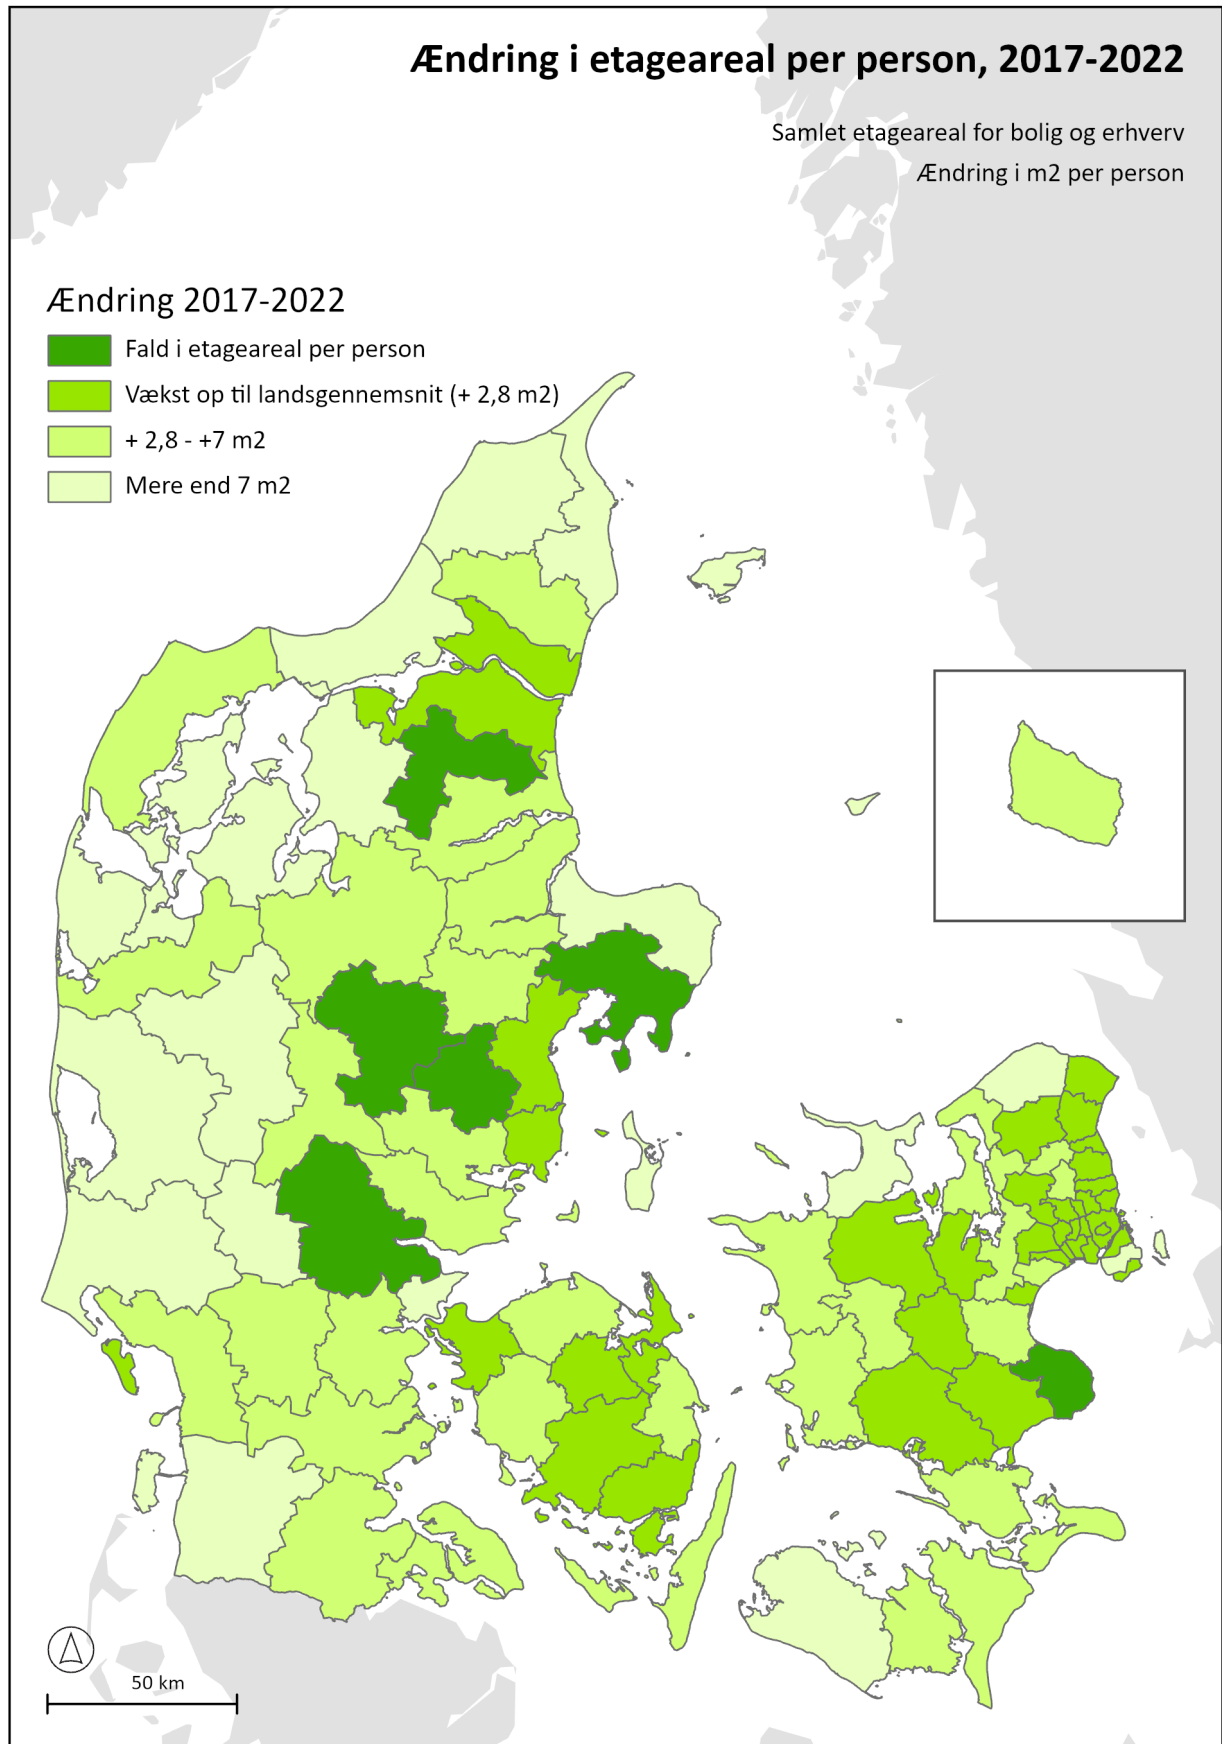 Ændring i etageareal per person, 2017-2022
Samlet etageareal for bolig og erhverv
Ændring i m2 per person
Ændring 2017-2022
Fald i etageareal per person
Vækst op til landsgennemsnit (+ 2,8 m2)
+ 2,8 - +7 m2
Mere end 7 m2
50 km